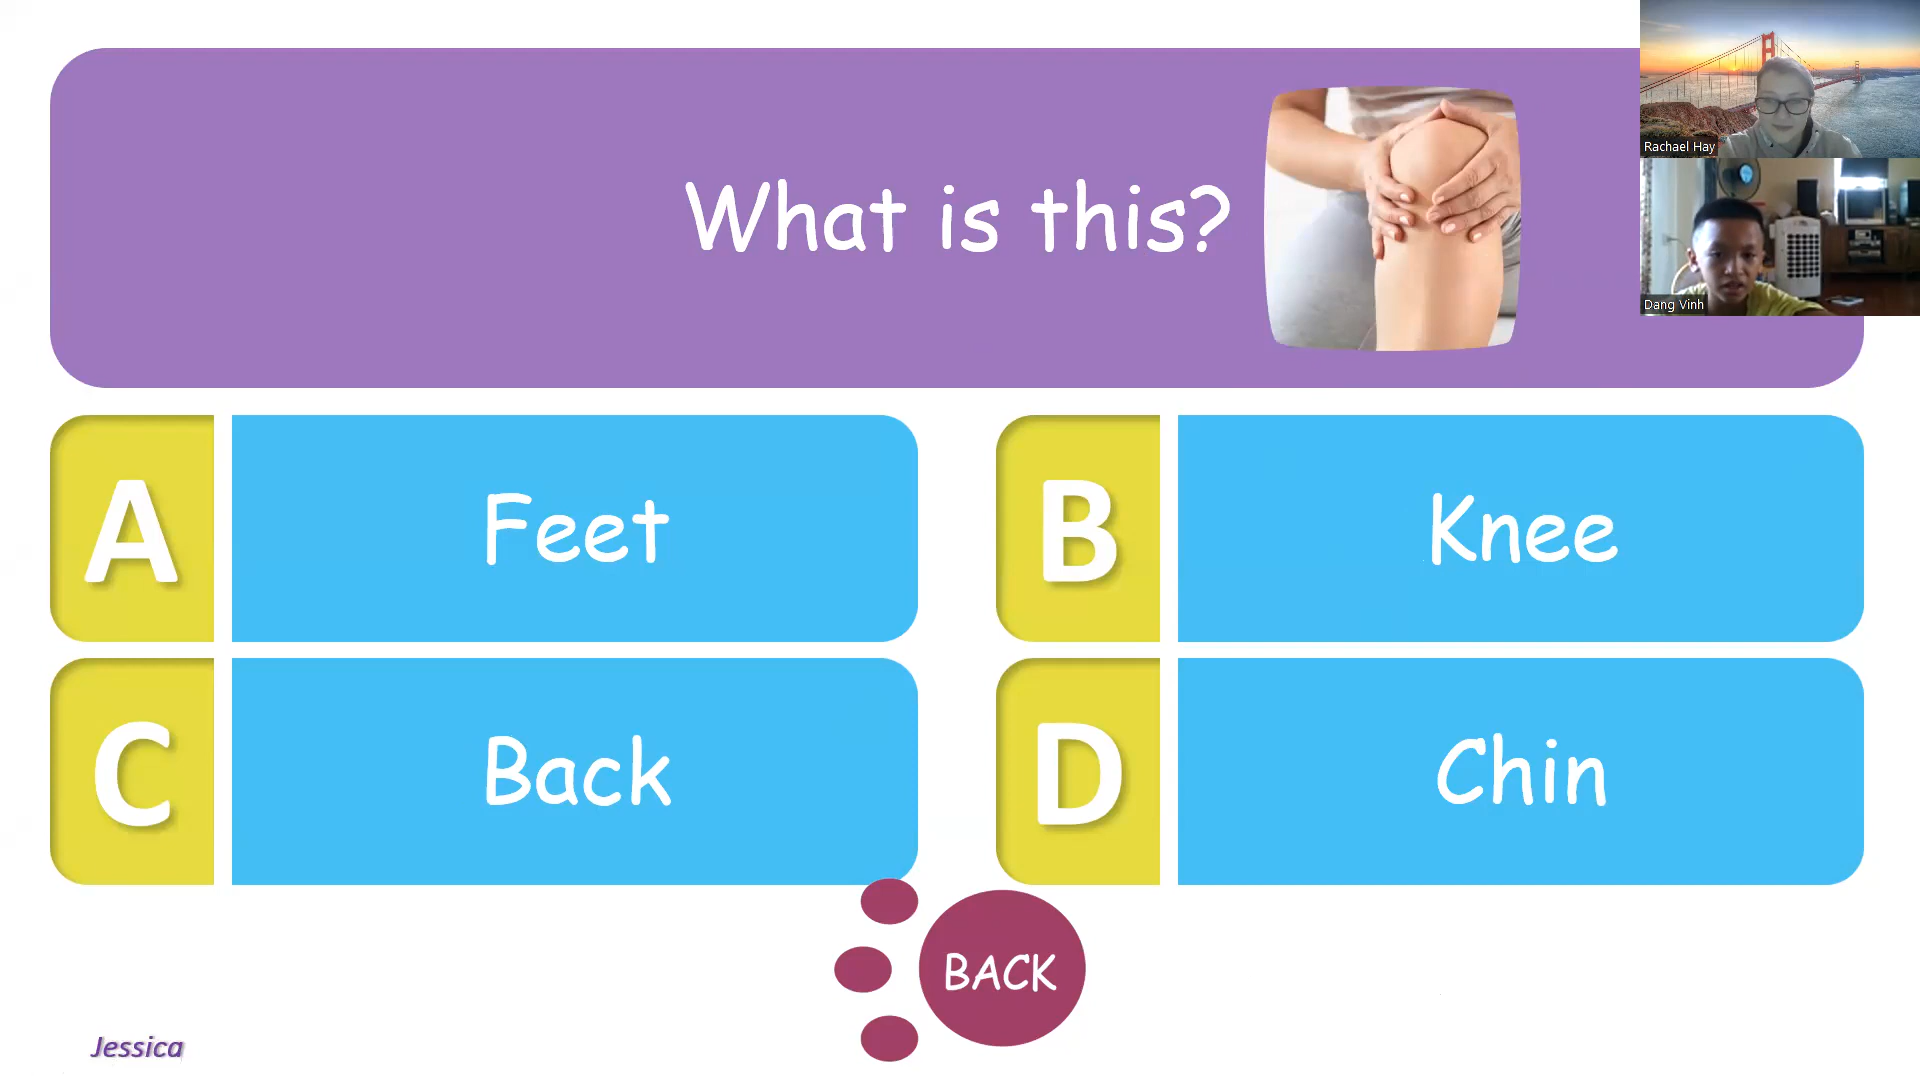 What is this?
Rachael Hay
Dang Vinh
A
Feet
B
Knee
C
Back
D
Chin
BACK
Jessica